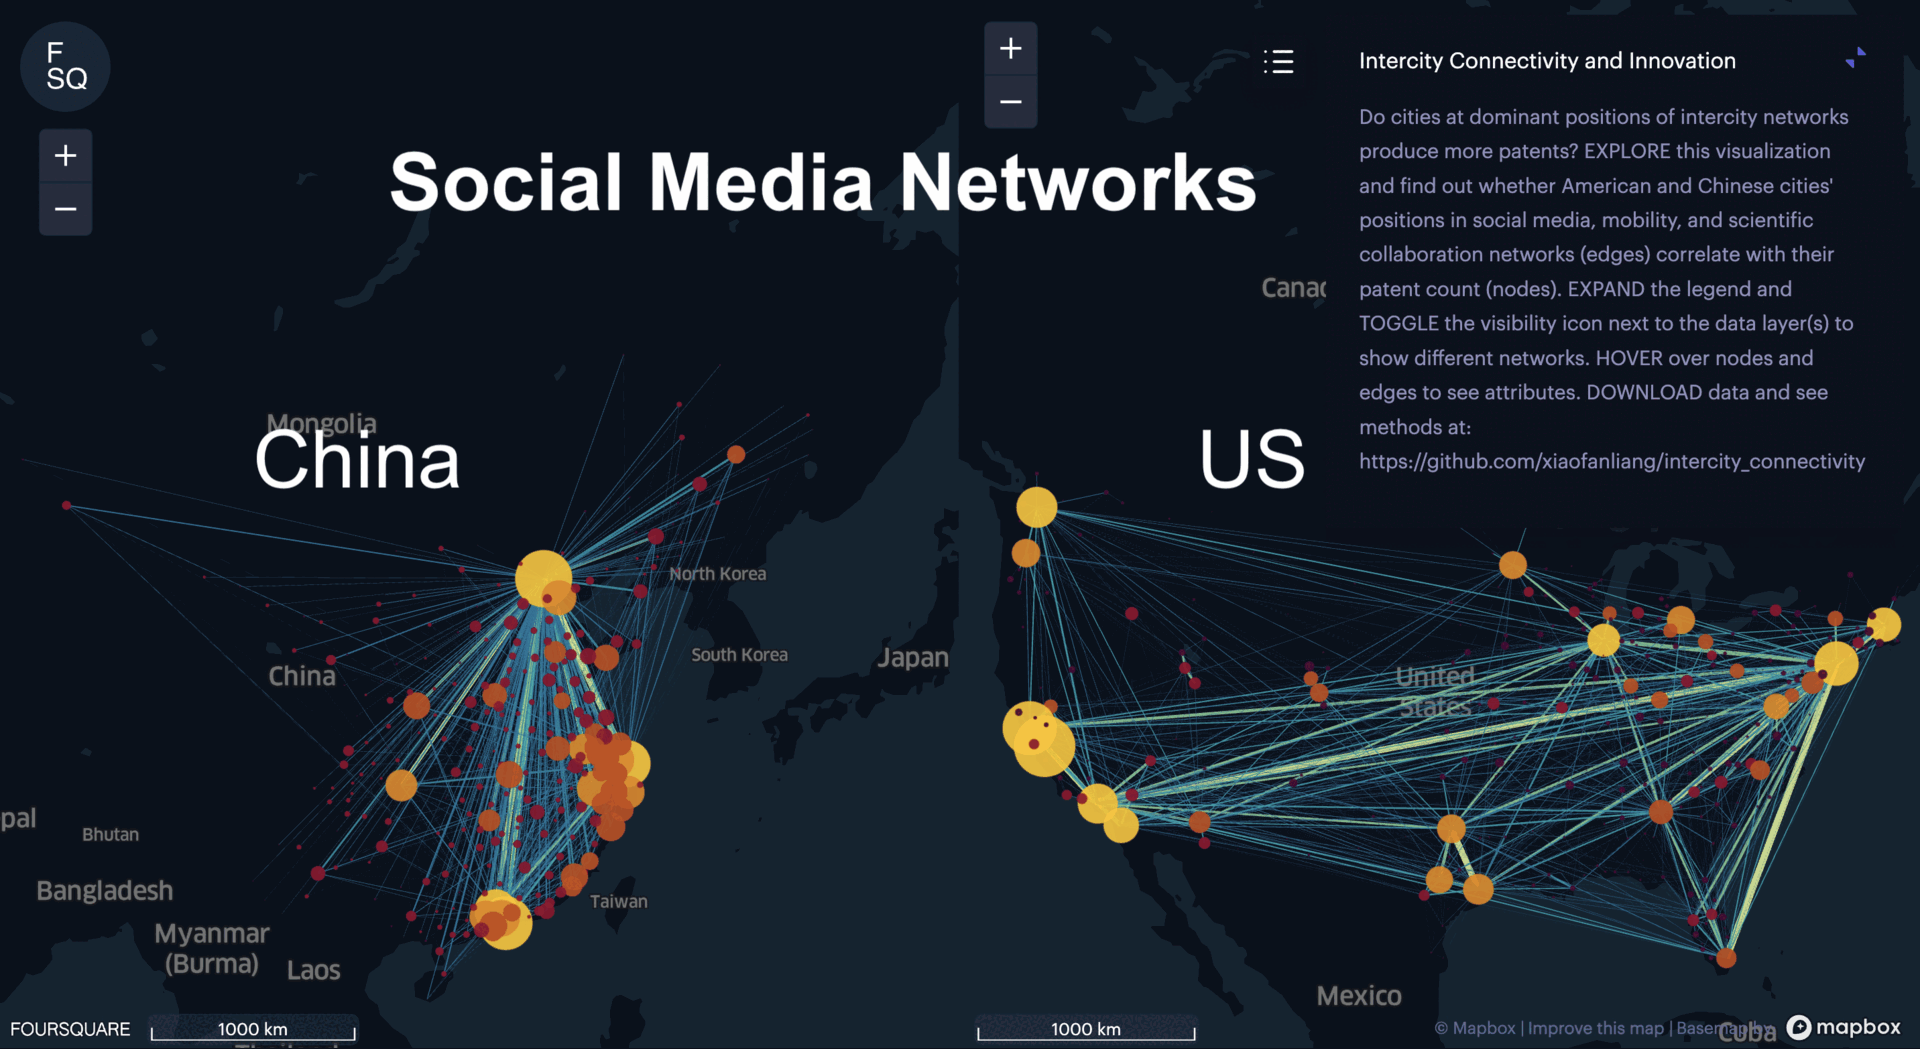 F
SQ
+
−
+
−
Social Media Networks
Intercity Connectivity and Innovation
Do cities at dominant positions of intercity networks
produce more patents? EXPLORE this visualization
and find out whether American and Chinese cities'
positions in social media, mobility, and scientific
collaboration networks (edges) correlate with their
patent count (nodes). EXPAND the legend and
TOGGLE the visibility icon next to the data layer(s) to
show different networks. HOVER over nodes and
edges to see attributes. DOWNLOAD data and see
methods at:
https://github.com/xiaofanliang/intercity_connectivity
Canad
Mongolia
China
US
North Korea
South Korea
Japan
China
United
States
pal
Bhutan
Bangladesh
Taiwan
Myanmar
(Burma)
Laos
Mexico
Cuba
FOURSQUARE
1000 km
1000 km
© Mapbox | Improve this map | Basemap by
mapbox